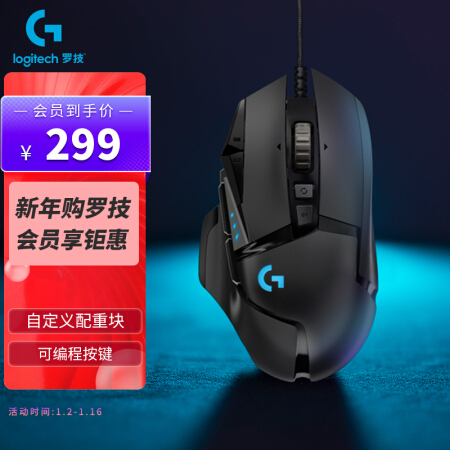 logitech 罗技
会员到手价
¥ 299
新年购罗技
会员享钜惠
自定义配重块
可编程按键
活动时间:1.2-1.16